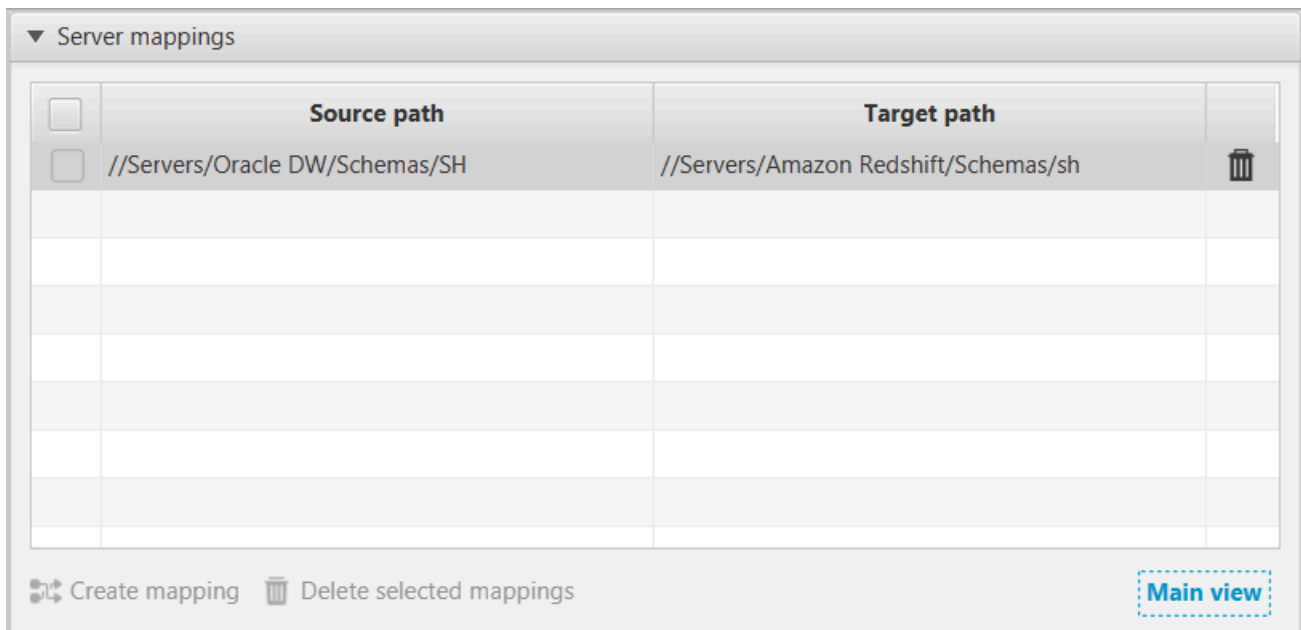 Server mappings
Source path Target path
//Servers/Oracle DW/Schemas/SH //Servers/Amazon Redshift/Schemas/sh
Create mapping Delete selected mappings Main view